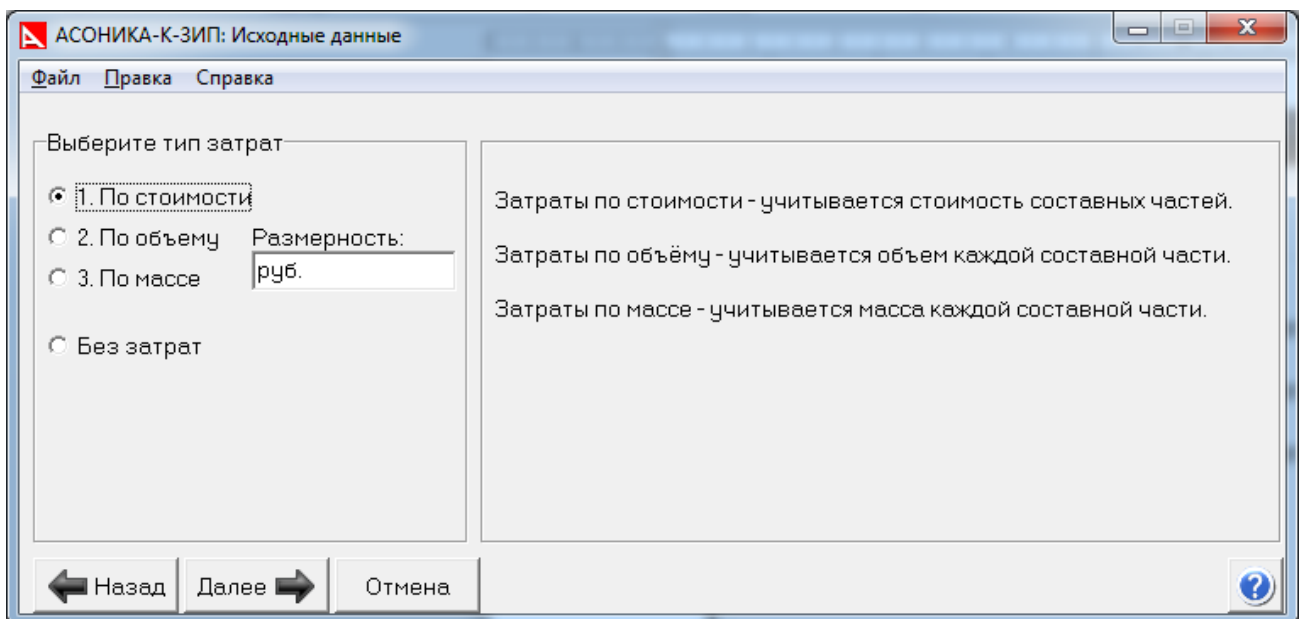 АСОНИКА-К-ЗИП: Исходные данные
Файл Правка Справка
Выберите тип затрат
1. По стоимости
2. По объему
Размерность:
3. По массе
руб.
Без затрат
Затраты по стоимости - учитывается стоимость составных частей.
Затраты по объёму - учитывается объем каждой составной части.
Затраты по массе - учитывается масса каждой составной части.
Назад
Далее
Отмена
?